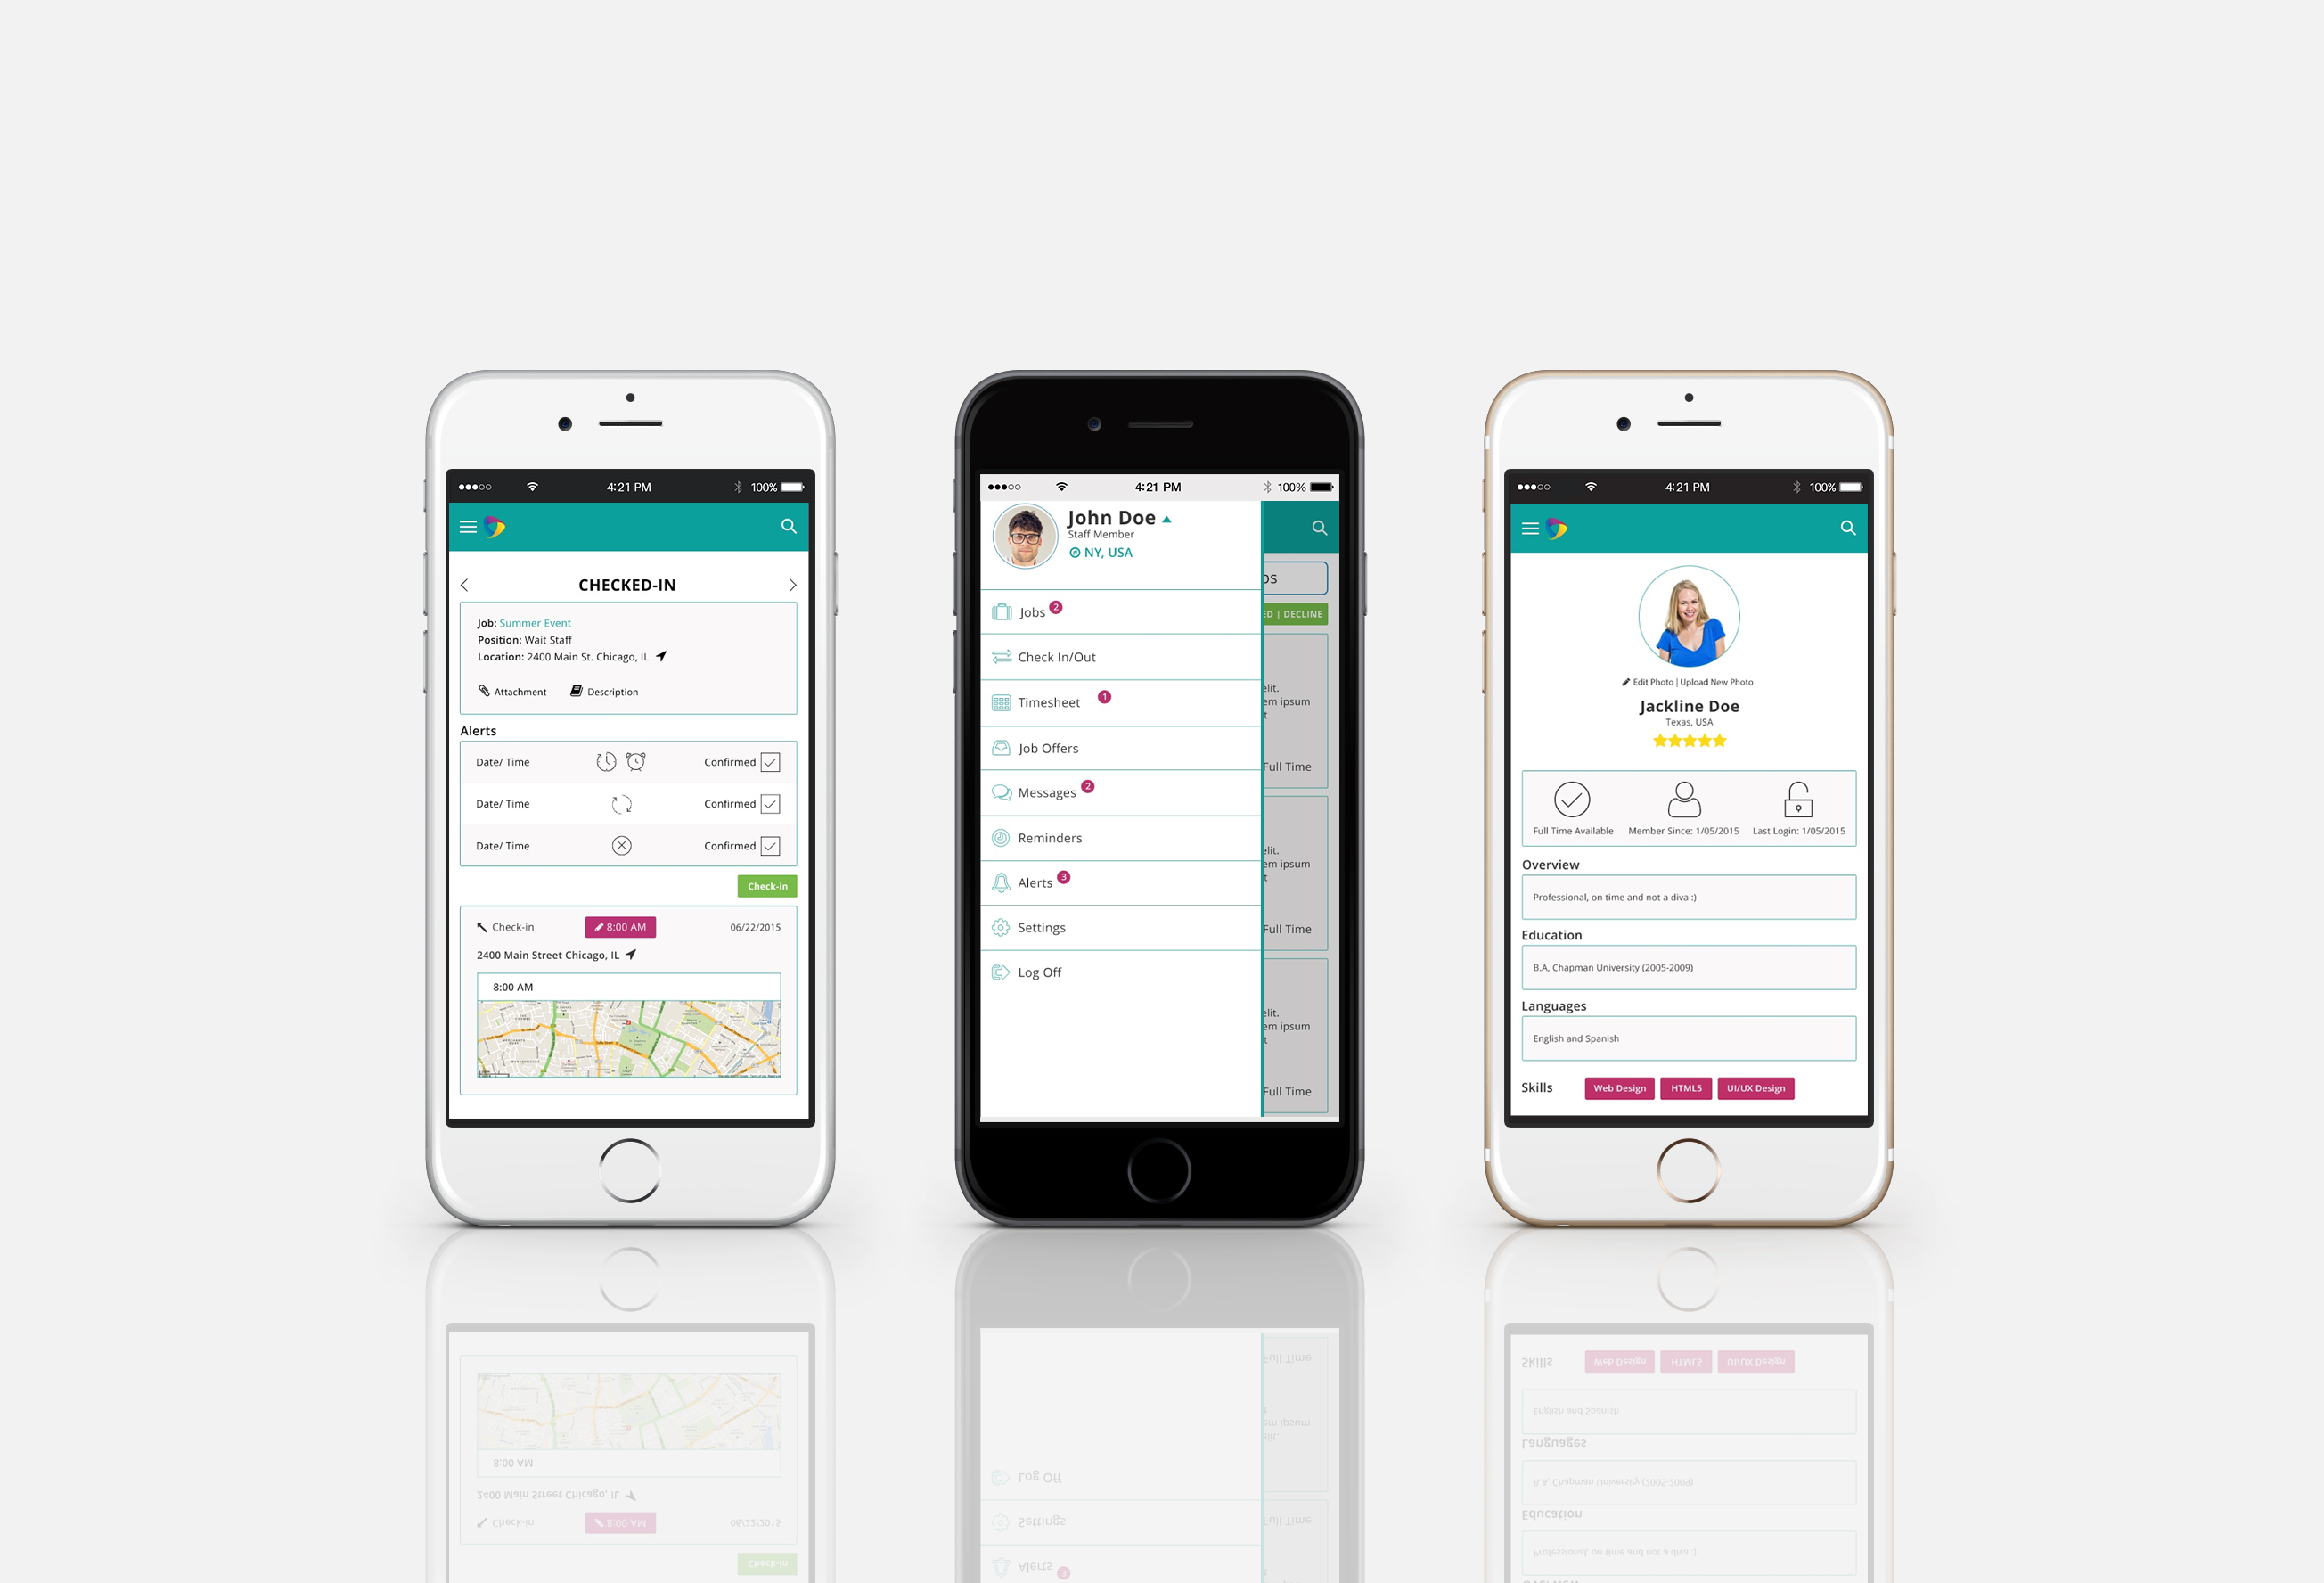 4:21 PM
100%
CHECKED-IN
Job: Summer Event
Position: Wait Staff
Location: 2400 Main St. Chicago, IL
Attachment
Description
Alerts
Date/ Time
Confirmed
Date/ Time
Confirmed
Date/ Time
Confirmed
Check-in
Check-in
8:00 AM
06/22/2015
2400 Main Street Chicago, IL
8:00 AM
4:21 PM
100%
John Doe
Staff Member
NY, USA
Jobs 2
Check In/Out
Timesheet 1
Job Offers
Messages 2
Reminders
Alerts 3
Settings
Log Off
DS
ED | DECLINE
elit.
em ipsum
t
Full Time
elit.
em ipsum
t
Full Time
elit.
em ipsum
t
Full Time
4:21 PM
100%
Edit Photo | Upload New Photo
Jackline Doe
Texas, USA
Full Time Available
Member Since: 1/05/2015
Last Login: 1/05/2015
Overview
Professional, on time and not a diva :)
Education
B.A, Chapman University (2005-2009)
Languages
English and Spanish
Skills
Web Design
HTML5
UI/UX Design